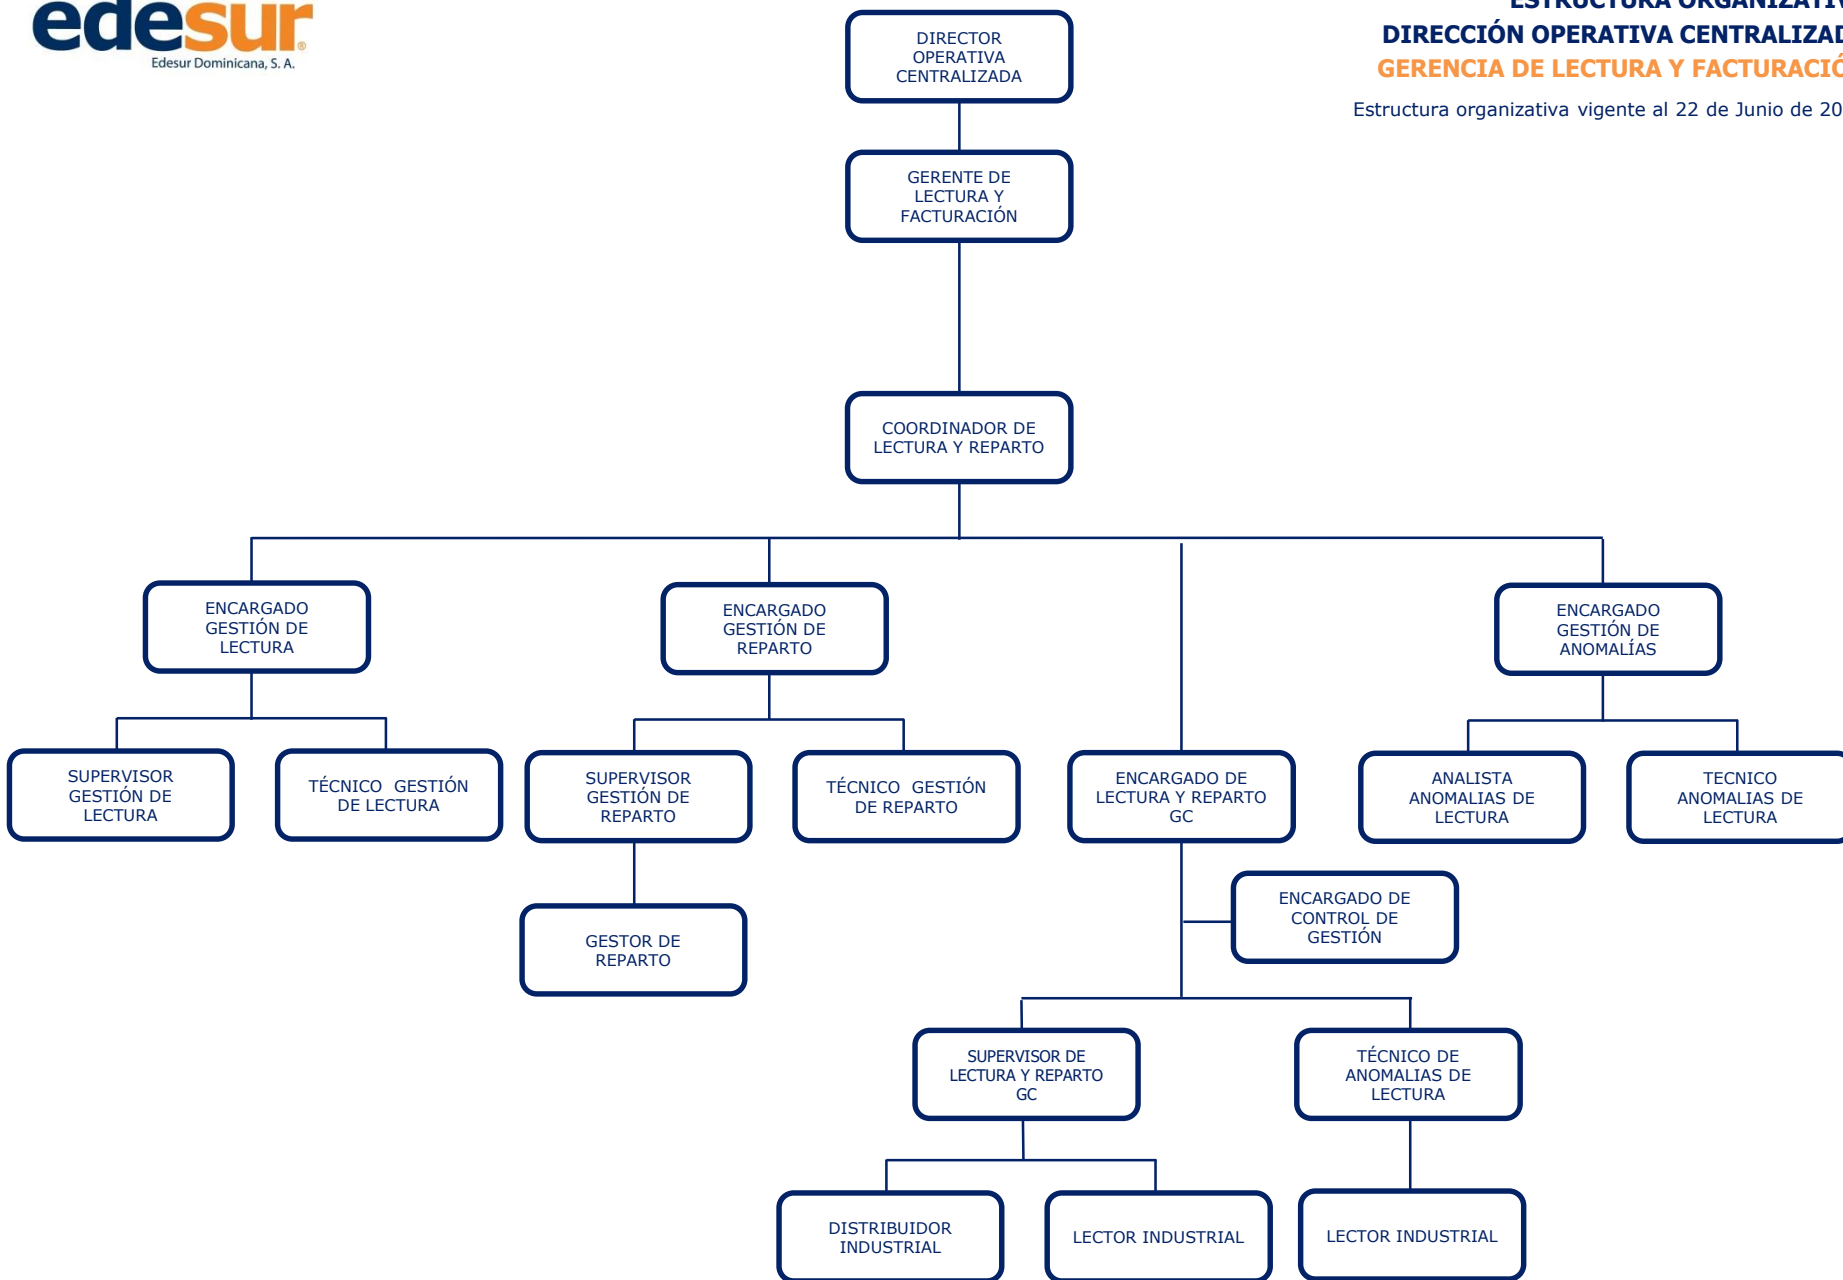 edesur
Edesur Dominicana, S. A.
DIRECCIÓN OPERATIVA
GERENCIA DE LECTURA Y
Estructura organizativa vigente al 22 de Junio de
DIRECTOR
OPERATIVA
CENTRALIZADA
GERENTE DE
LECTURA Y
FACTURACIÓN
COORDINADOR DE
LECTURA Y REPARTO
ENCARGADO
GESTIÓN DE
LECTURA
ENCARGADO
GESTIÓN DE
REPARTO
ENCARGADO
GESTIÓN DE
ANOMALÍAS
SUPERVISOR
GESTIÓN DE
LECTURA
TÉCNICO  GESTIÓN
DE LECTURA
SUPERVISOR
GESTIÓN DE
REPARTO
TÉCNICO  GESTIÓN
DE REPARTO
ENCARGADO DE
LECTURA Y REPARTO
GC
ANALISTA
ANOMALIAS DE
LECTURA
TECNICO
ANOMALIAS DE
LECTURA
ENCARGADO DE
CONTROL DE
GESTIÓN
GESTOR DE
REPARTO
SUPERVISOR DE
LECTURA Y REPARTO
GC
TÉCNICO DE
ANOMALIAS DE
LECTURA
DISTRIBUIDOR
INDUSTRIAL
LECTOR INDUSTRIAL
LECTOR INDUSTRIAL